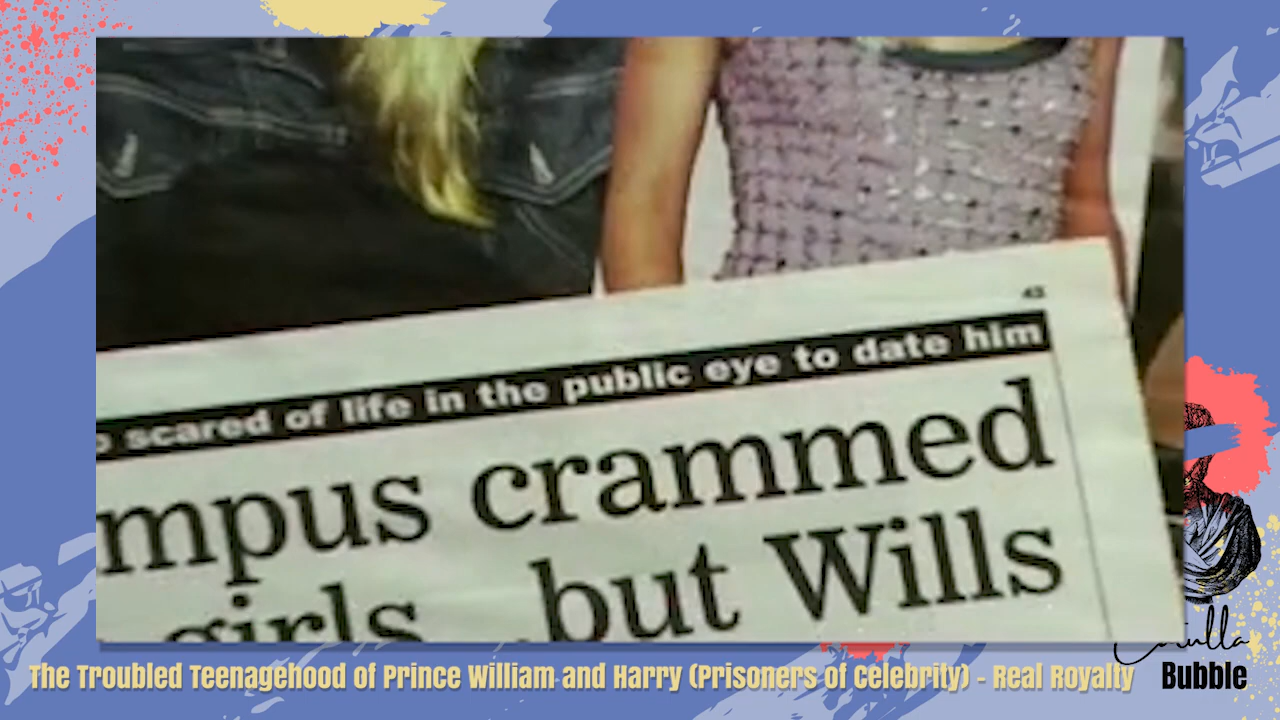 43
scared of life in the public eye to date him
mpus crammed
girls ...but Wills
The Troubled Teenagehood of Prince William and Harry (Prisoners of Celebrity) - Real Royalty
Bubble